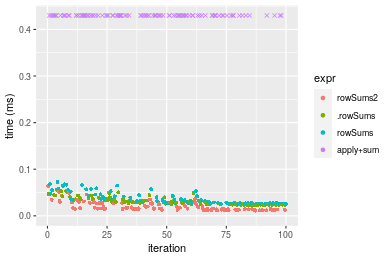 0.4
0.3
0.2
0.1
0.0
time (ms)
0
25
50
75
100
iteration
expr
rowSums2
.rowSums
rowSums
apply+sum